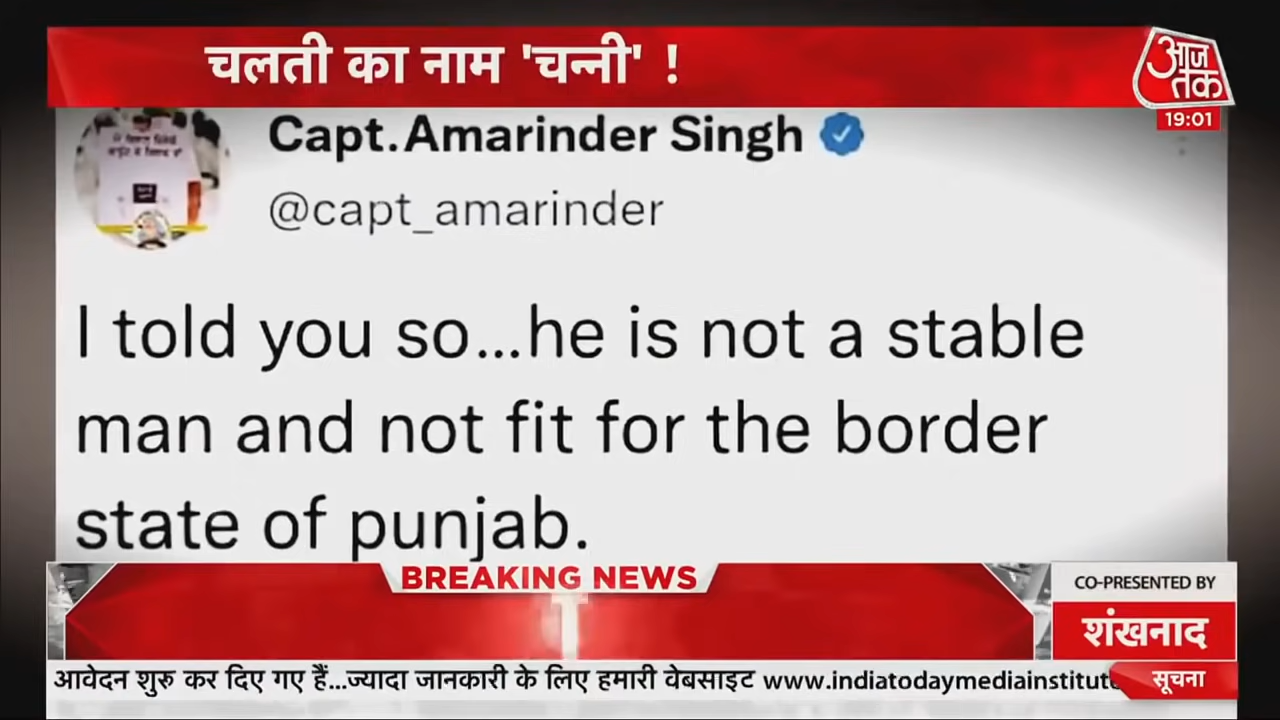 चलती का नाम 'चन्नी' !
आज
तक
19:01
Capt.Amarinder Singh
@capt_amarinder
I told you so...he is not a stable
man and not fit for the border
state of punjab.
BREAKING NEWS
CO-PRESENTED BY
शंखनाद
आवेदन शुरू कर दिए गए हैं...ज्यादा जानकारी के लिए हमारी वेबसाइट www.indiatodaymediainstitute
सूचना